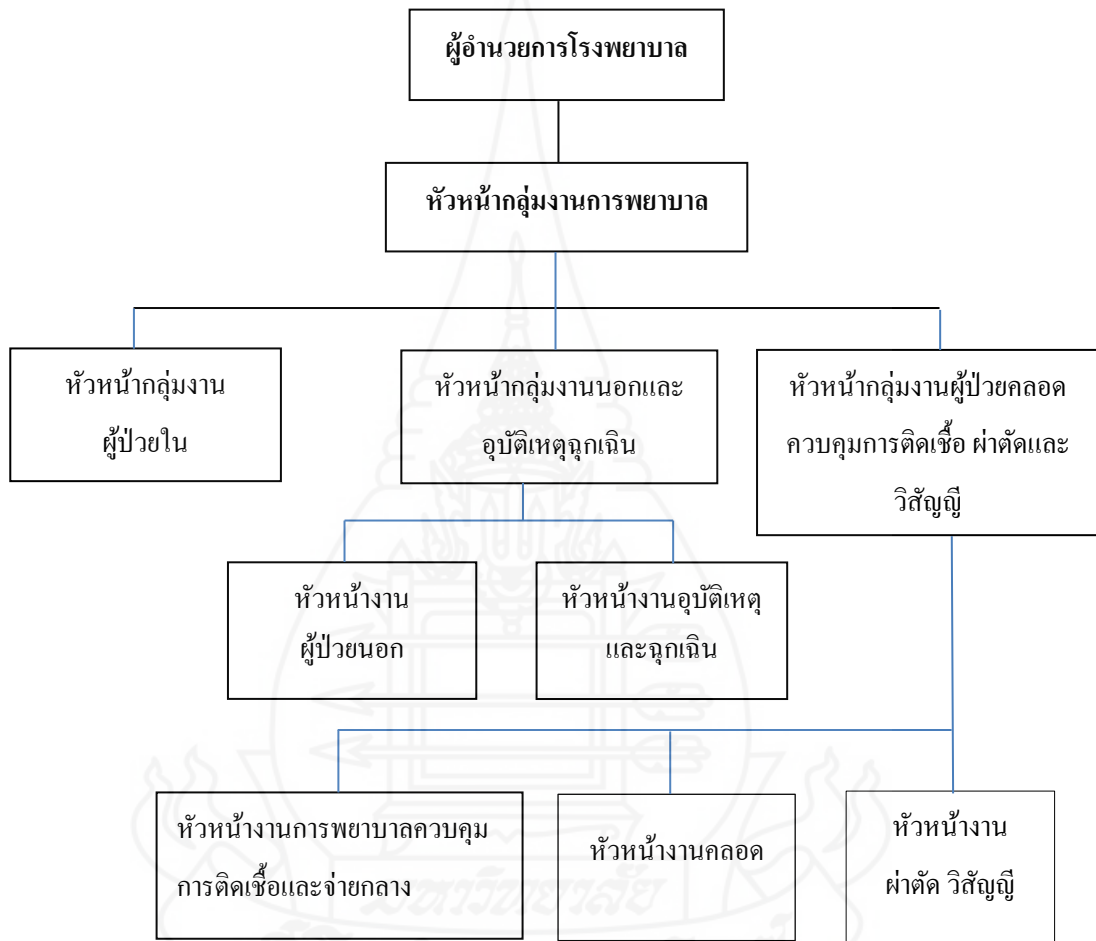 ผู้อำนวยการโรงพยาบาล
หัวหน้ากลุ่มงานการพยาบาล
หัวหน้ากลุ่มงาน
ผู้ป่วยใน
หัวหน้ากลุ่มงานนอกและ
อุบัติเหตุฉุกเฉิน
หัวหน้ากลุ่มงานผู้ป่วยคลอด
ควบคุมการติดเชื้อ ผ่าตัดและ
วิสัญญี
หัวหน้างาน
ผู้ป่วยนอก
หัวหน้างานอุบัติเหตุ
และฉุกเฉิน
หัวหน้างานการพยาบาลควบคุม
การติดเชื้อและจ่ายกลาง
หัวหน้างานคลอด
หัวหน้างาน
ผ่าตัด วิสัญญี
มหาวิทยาลัย